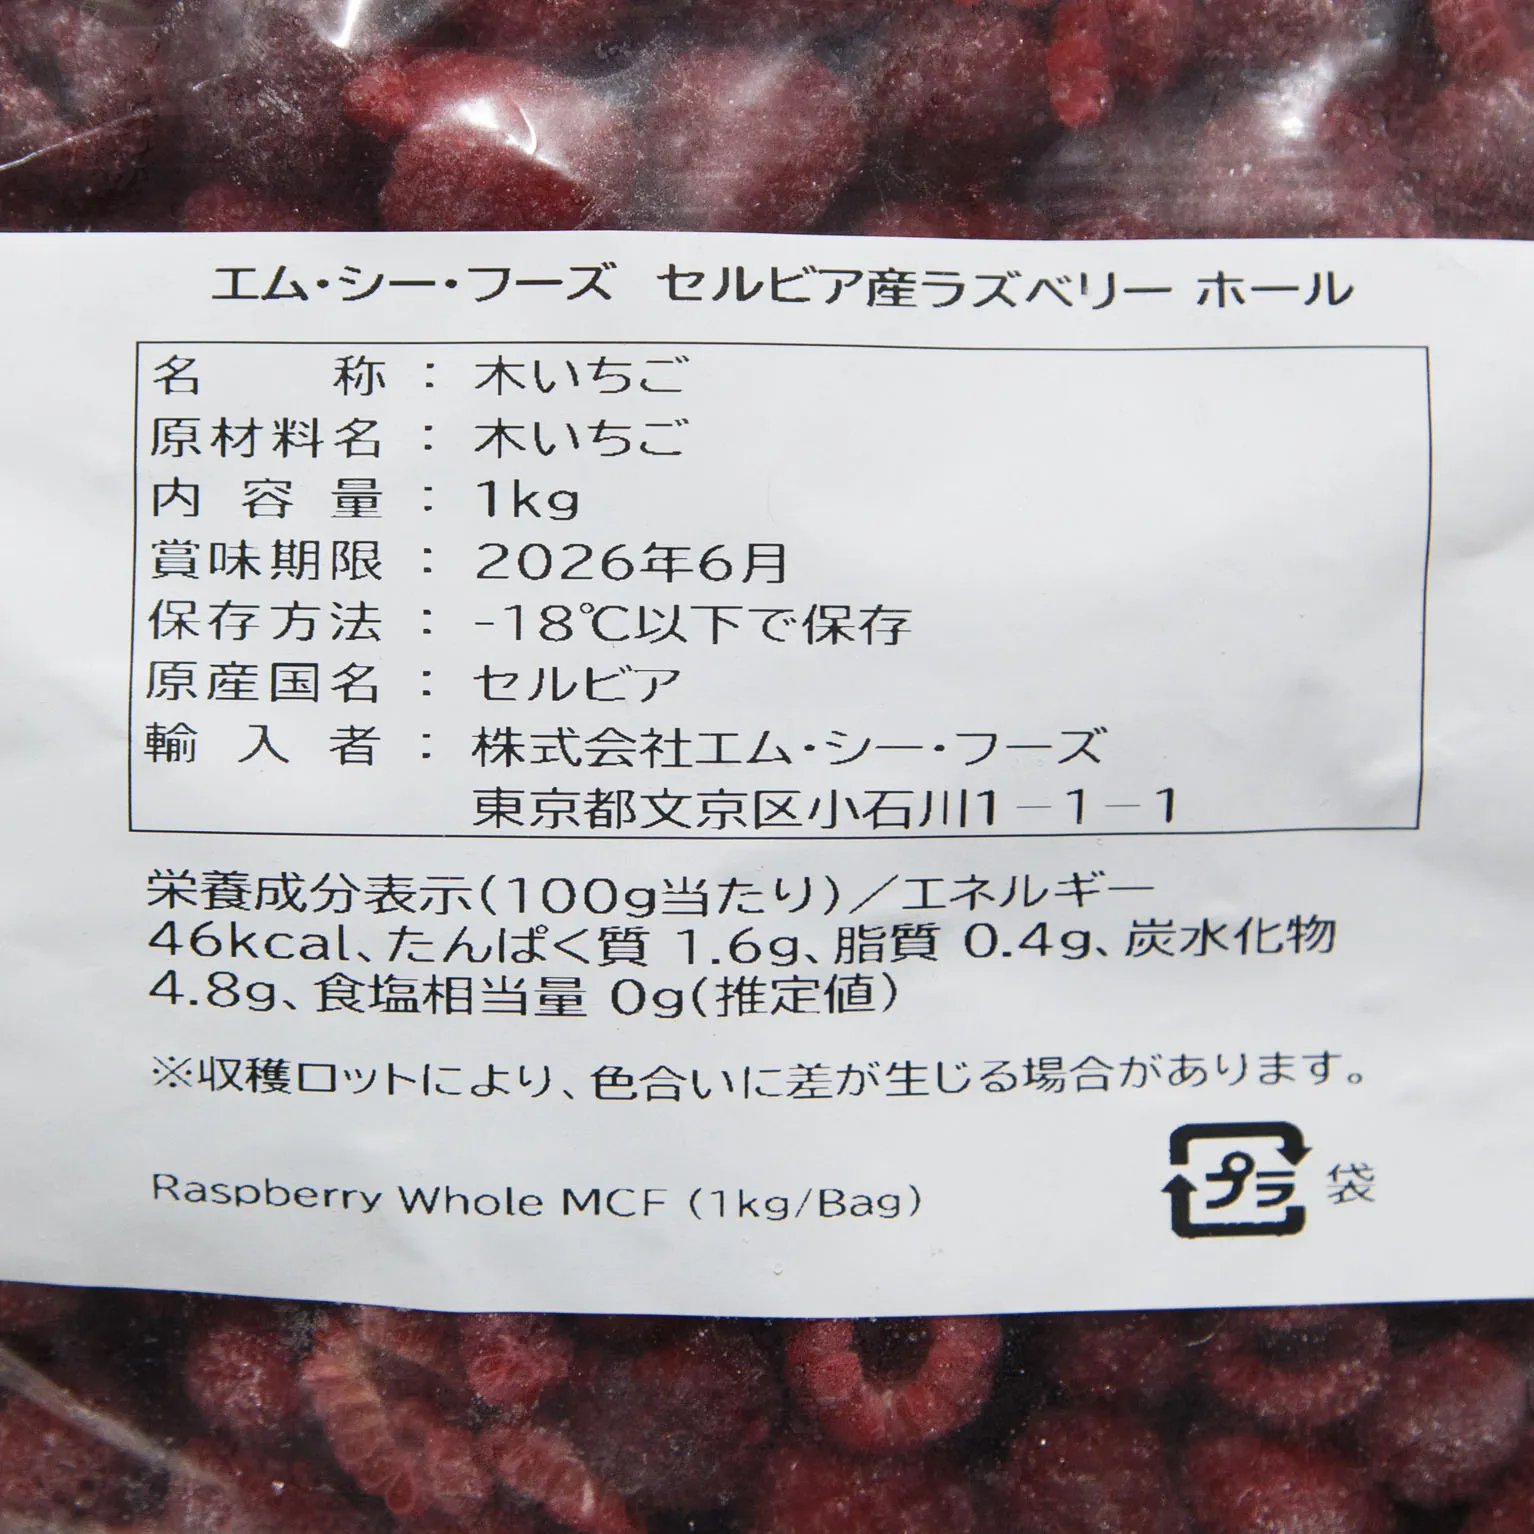 エム・シー・フーズ セルビア産ラズベリー ホール
名称：木いちご
原材料名：木いちご
内容量：1kg
賞味期限：2026年6月
保存方法：-18℃以下で保存
原産国名：セルビア
輸入者：株式会社エム・シー・フーズ
東京都文京区小石川1－1－1
栄養成分表示(100g当たり)／エネルギー
46kcal、たんぱく質 1.6g、脂質 0.4g、炭水化物
4.8g、食塩相当量 0g(推定値)
※収穫ロットにより、色合いに差が生じる場合があります。
プラ 袋
Raspberry Whole MCF (1kg/Bag)